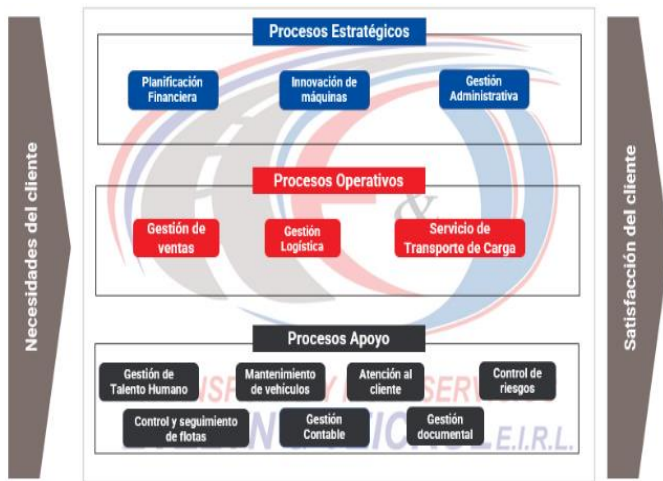 Necesidades del cliente
Procesos Estratégicos
Planificación
Financiera
Innovación de
máquinas
Gestión
Administrativa
Procesos Operativos
&
Gestión de
ventas
Gestión
Logística
Servicio de
Transporte de Carga
Procesos Apoyo
Gestión de
Talento Humano
Mantenimiento
de vehículos
Atención al
cliente
Control de
riesgos
Control y seguimiento
de flotas
Gestión
Contable
Gestión
documental
E.I.R.L.
Satisfacción del cliente